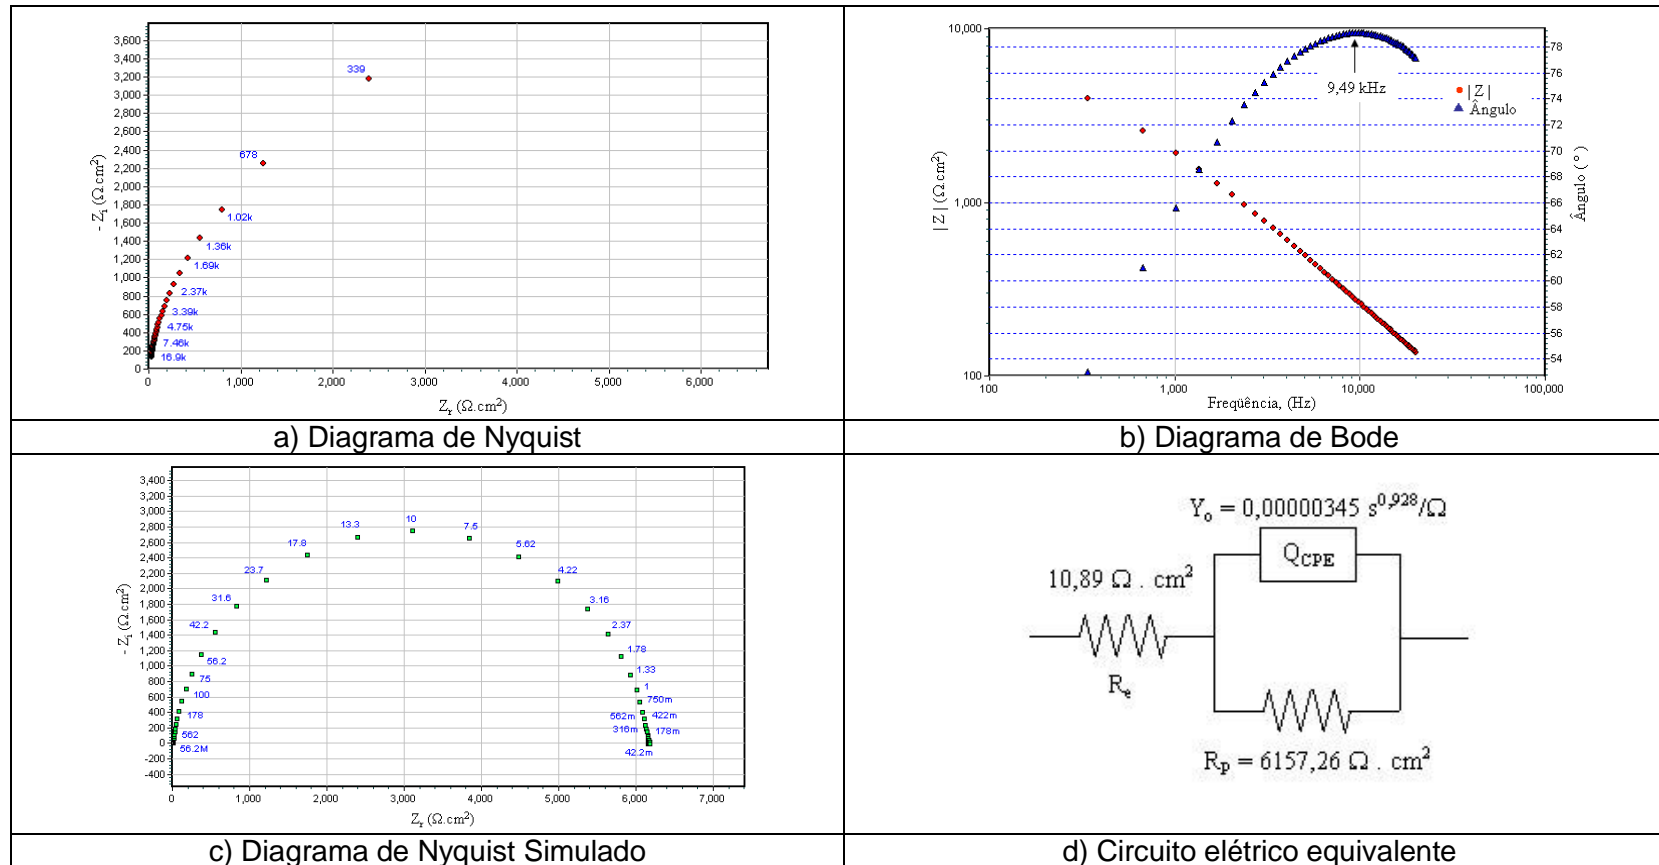 3,600
3,400
3,200
3,000
2,800
2,600
2,400
2,200
2,000
1,800
1,600
1,400
1,200
1,000
800
600
400
200
0
- Zi (Ω.cm²)
339
678
1.02k
1.36k
1.69k
2.37k
3.39k
4.75k
7.46k
16.9k
0 1,000 2,000 3,000 4,000 5,000 6,000
Zr (Ω.cm²)
a) Diagrama de Nyquist
10,000
1,000
100
| Z | (Ω.cm²)
9,49 kHz
| Z |
Ângulo
78
76
74
72
70
68
66
64
62
60
58
56
54
Ângulo ( ° )
100 1,000 10,000 100,000
Freqüência, (Hz)
b) Diagrama de Bode
3,400
3,200
3,000
2,800
2,600
2,400
2,200
2,000
1,800
1,600
1,400
1,200
1,000
800
600
400
200
0
-200
-400
- Zi (Ω.cm²)
10
13.3
7.5
17.8
5.62
23.7
4.22
31.6
3.16
42.2
2.37
56.2
1.78
75
1.33
100
1
750m
178
562m 422m
562
316m 178m
56.2M
42.2m
0 1,000 2,000 3,000 4,000 5,000 6,000 7,000
Zr (Ω.cm²)
c) Diagrama de Nyquist Simulado
Yo = 0,00000345 s^0,928/Ω
QCPE
10,89 Ω . cm²
Re
Rp = 6157,26 Ω . cm²
d) Circuito elétrico equivalente